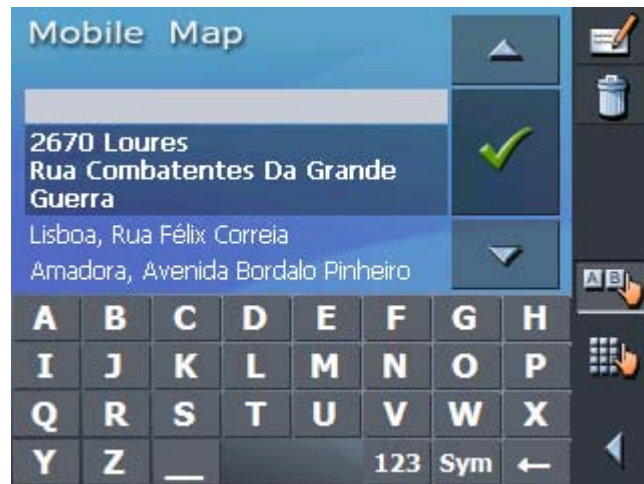 Mobile Map
2670 Loures
Rua Combatentes Da Grande
Guerra
Lisboa, Rua Félix Correia
Amadora, Avenida Bordalo Pinheiro
A B
A B C D E F G H
I J K L M N O P
Q R S T U V W X
Y Z _ 123 Sym ←